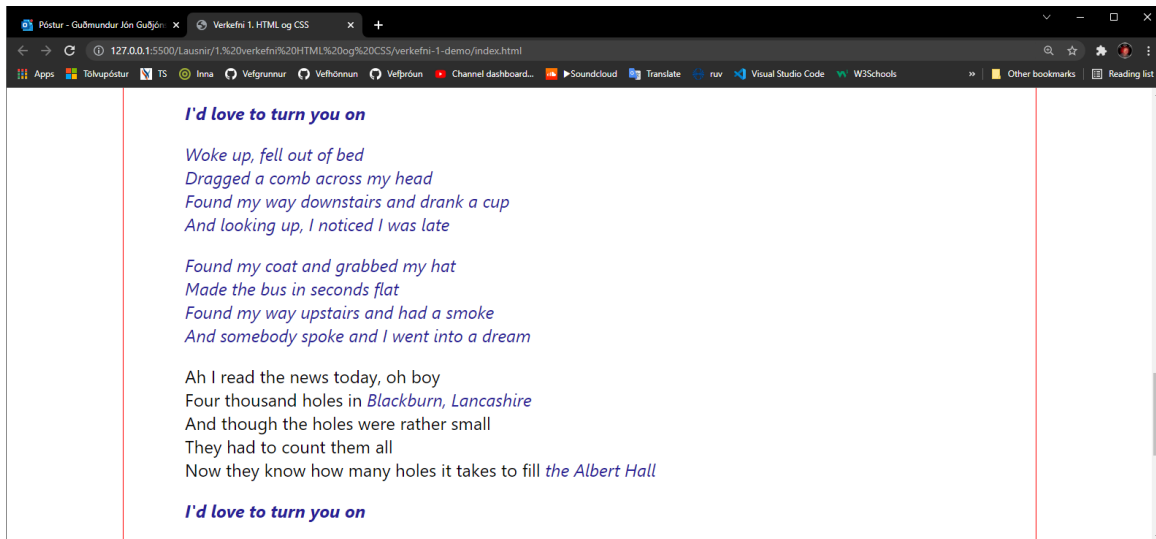 Póstur - Guðmundur Jón Guðjón
Verkefni 1. HTML og CSS
127.0.0.1:5500/Lausnir/1.%20verkefni%20HTML%20og%20CSS/verkefni-1-demo/index.html
Apps Tölvupóstur TS Inna Vefgrunnur Vefhönnun Vefþróun Channel dashboard... ▶Soundcloud Translate ruv Visual Studio Code W3Schools » Other bookmarks Reading list
I'd love to turn you on
Woke up, fell out of bed
Dragged a comb across my head
Found my way downstairs and drank a cup
And looking up, I noticed I was late
Found my coat and grabbed my hat
Made the bus in seconds flat
Found my way upstairs and had a smoke
And somebody spoke and I went into a dream
Ah I read the news today, oh boy
Four thousand holes in Blackburn, Lancashire
And though the holes were rather small
They had to count them all
Now they know how many holes it takes to fill the Albert Hall
I'd love to turn you on